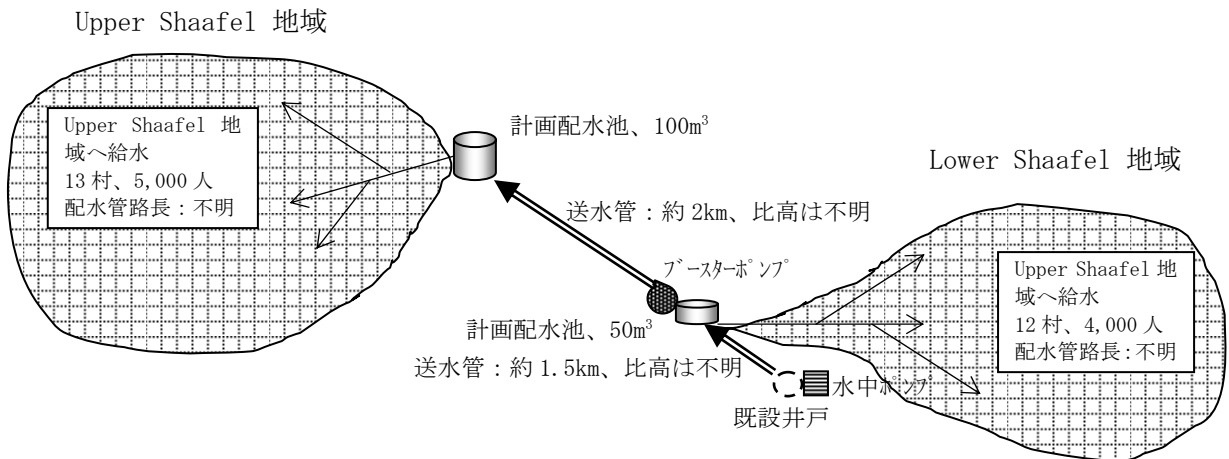 Upper Shaafel 地域
Upper Shaafel 地
域へ給水
13 村、5,000 人
配水管路長：不明
計画配水池、100m³
Lower Shaafel 地域
送水管：約 2km、比高は不明
ﾌﾞｰｽﾀｰﾎﾟﾝﾌﾟ
Upper Shaafel 地
域へ給水
12 村、4,000 人
配水管路長：不明
計画配水池、50m³
送水管：約 1.5km、比高は不明
水中ﾎﾟﾝﾌﾟ
既設井戸